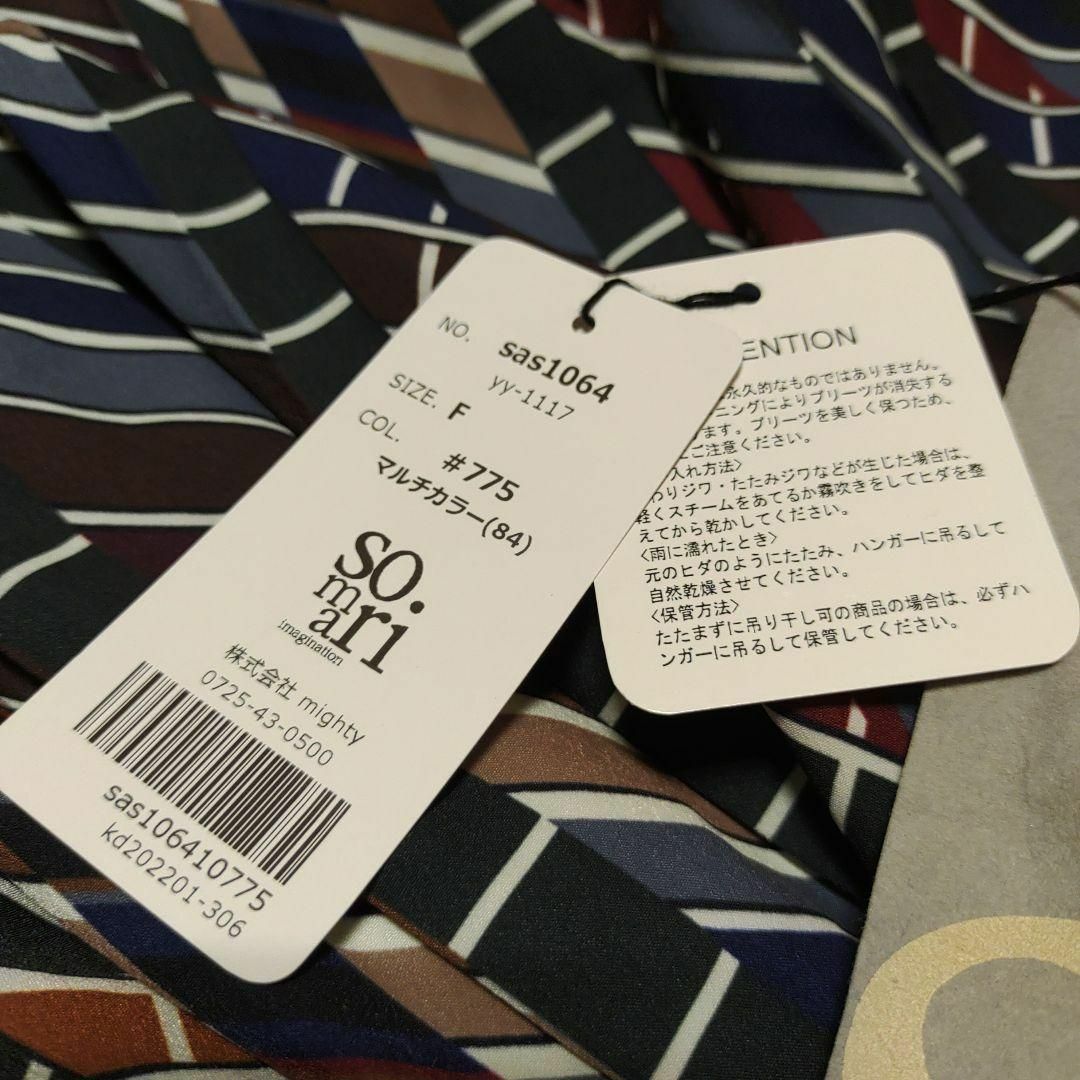 NO. sas1064
yy-1117
SIZE. F
COL.
#775
マルチカラー(84)
so.
mari
imagination
株式会社 mighty
0725-43-0500
sas106410775
kd202201-306
ENTION
永久的なものではありません。
ニングによりプリーツが消失する
ます。プリーツを美しく保つため、
ご注意ください。
入れ方法〉
わりジワ・たたみジワなどが生じた場合は、
軽くスチームをあてるか霧吹きをしてヒダを整
えてから乾かしてください。
〈雨に濡れたとき〉
元のヒダのようにたたみ、ハンガーに吊るして
自然乾燥させてください。
〈保管方法〉
たたまずに吊り干し可の商品の場合は、必ずハ
ンガーに吊るして保管してください。